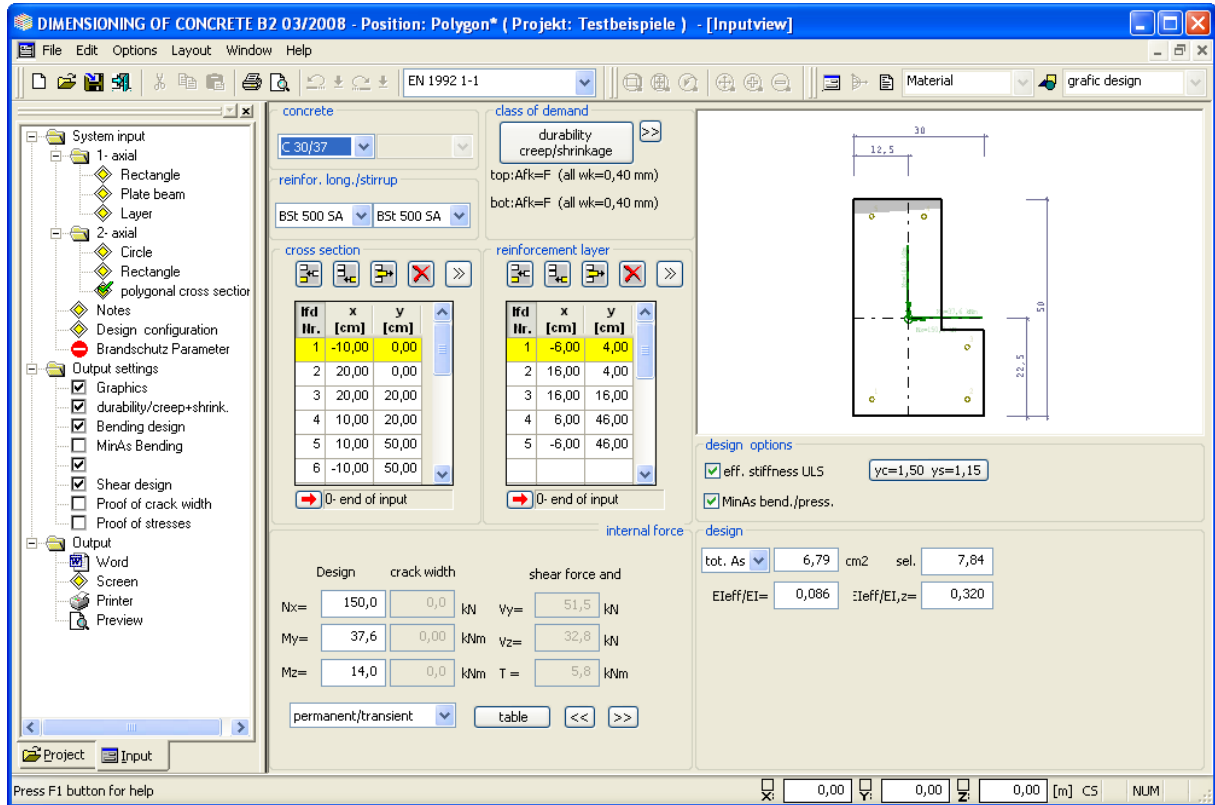 DIMENSIONING OF CONCRETE B2 03/2008 - Position: Polygon* ( Projekt: Testbeispiele ) - [Inputview]
File Edit Options Layout Window Help
EN 1992 1-1 Material grafic design
System input
1- axial
Rectangle
Plate beam
Layer
2- axial
Circle
Rectangle
polygonal cross section
Notes
Design configuration
Brandschutz Parameter
Output settings
Graphics
durability/creep+shrink.
Bending design
MinAs Bending
Shear design
Proof of crack width
Proof of stresses
Output
Word
Screen
Printer
Preview
Project Input
concrete
C 30/37
reinfor. long./stirrup
BSt 500 SA BSt 500 SA
class of demand
durability
creep/shrinkage
>>
top:Afk=F (all wk=0,40 mm)
bot:Afk=F (all wk=0,40 mm)
cross section
lfd Nr. x [cm] y [cm]
1 -10,00 0,00
2 20,00 0,00
3 20,00 20,00
4 10,00 20,00
5 10,00 50,00
6 -10,00 50,00
0- end of input
reinforcement layer
lfd Nr. x [cm] y [cm]
1 -6,00 4,00
2 16,00 4,00
3 16,00 16,00
4 6,00 46,00
5 -6,00 46,00
0- end of input
30
12,5
50
22,5
design options
eff. stiffness ULS yc=1,50 ys=1,15
MinAs bend./press.
internal force
Design crack width shear force and
Nx= 150,0 0,0 kN Vy= 51,5 kN
My= 37,6 0,00 kNm Vz= 32,8 kN
Mz= 14,0 0,0 kNm T = 5,8 kNm
permanent/transient table << >>
design
tot. As 6,79 cm2 sel. 7,84
EIeff/EI= 0,086 EIeff/EI,z= 0,320
Press F1 button for help X: 0,00 Y: 0,00 Z: 0,00 [m] CS NUM